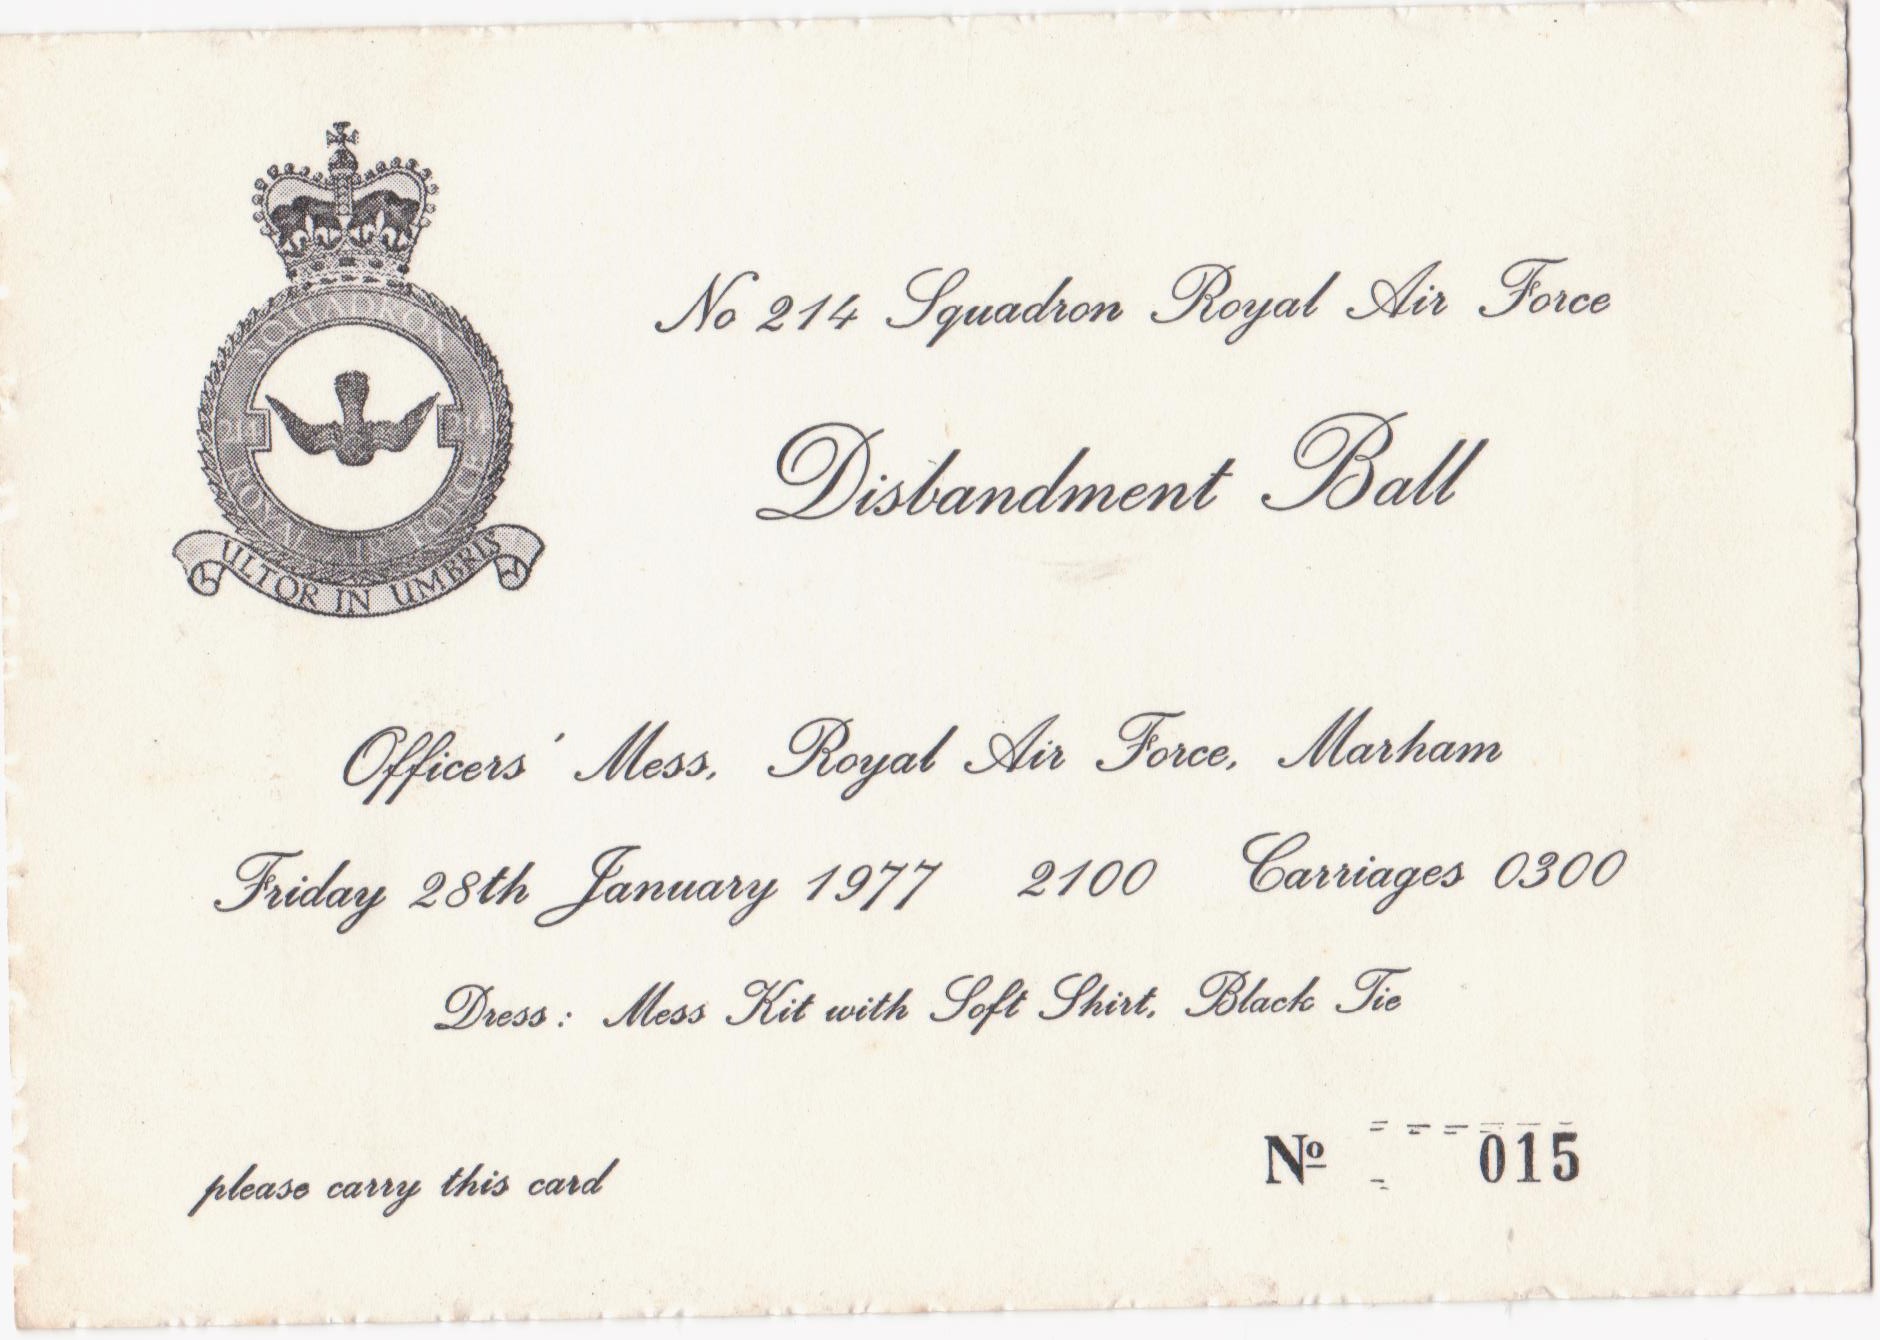 SQUADRON
214 214
ROYAL AIR FORCE
ULTOR IN UMBRIS
No 214 Squadron Royal Air Force
Disbandment Ball
Officers' Mess, Royal Air Force, Marham
Friday 28th January 1977 2100 Carriages 0300
Dress: Mess Kit with Soft Shirt, Black Tie
please carry this card
Nº 015